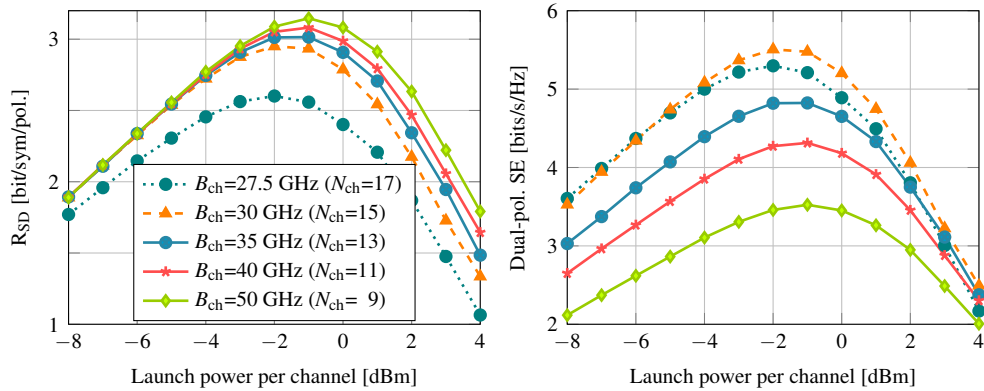 3
2
1
R_SD [bit/sym/pol.]
B_ch=27.5 GHz (N_ch=17)
B_ch=30 GHz (N_ch=15)
B_ch=35 GHz (N_ch=13)
B_ch=40 GHz (N_ch=11)
B_ch=50 GHz (N_ch= 9)
−8 −6 −4 −2 0 2 4
Launch power per channel [dBm]
6
5
4
3
2
Dual-pol. SE [bits/s/Hz]
−8 −6 −4 −2 0 2 4
Launch power per channel [dBm]